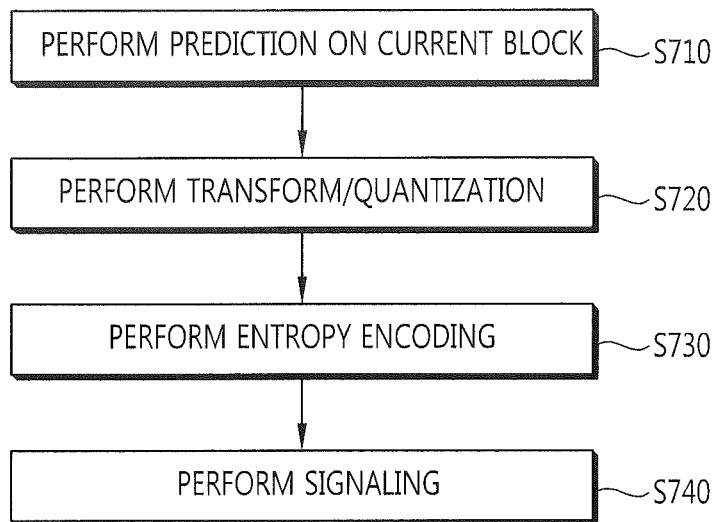 PERFORM PREDICTION ON CURRENT BLOCK S710
PERFORM TRANSFORM/QUANTIZATION S720
PERFORM ENTROPY ENCODING S730
PERFORM SIGNALING S740